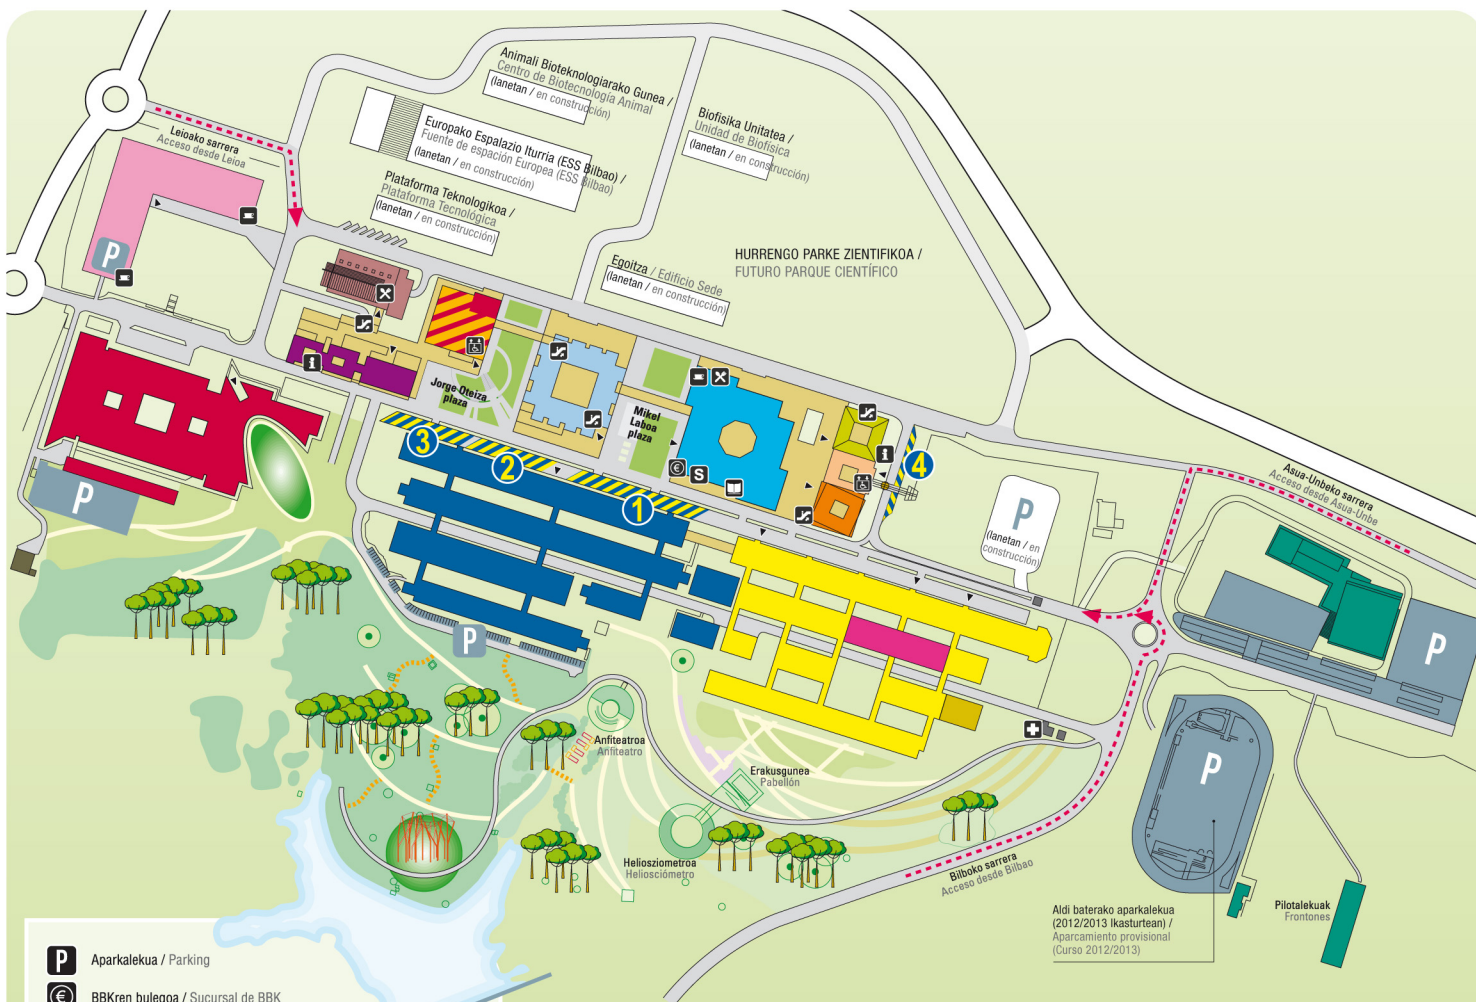 Animali Bioteknologiarako Gunea /
Centro de Biotecnología Animal
(lanetan / en construcción)
Europako Espalazio Iturria (ESS Bilbao) /
Fuente de espación Europea (ESS Bilbao)
(lanetan / en construcción)
Biofisika Unitatea /
Unidad de Biofísica
(lanetan / en construcción)
Leioako sarrera
Acceso desde Leioa
Plataforma Teknologikoa /
Plataforma Tecnológica
(lanetan / en construcción)
P
HURRENGO PARKE ZIENTIFIKOA /
FUTURO PARQUE CIENTÍFICO
Egoitza / Edificio Sede
(lanetan / en construcción)
i
Jorge Oteiza
plaza
Mikel
Laboa
plaza
3
2
1
4
€
S
i
P
P
(lanetan / en
construcción)
Asua-Unbeko sarrera
Acceso desde Asua-Unbe
P
P
P
Anfiteatroa
Anfiteatro
Erakusgunea
Pabellón
Heliosziometroa
Heliosciómetro
Bilboko sarrera
Acceso desde Bilbao
Aldi baterako aparkalekua
(2012/2013 Ikasturtean) /
Aparcamiento provisional
(Curso 2012/2013)
Pilotalekuak
Frontones
P Aparkalekua / Parking
€ BBKren bulegoa / Sucursal de BBK